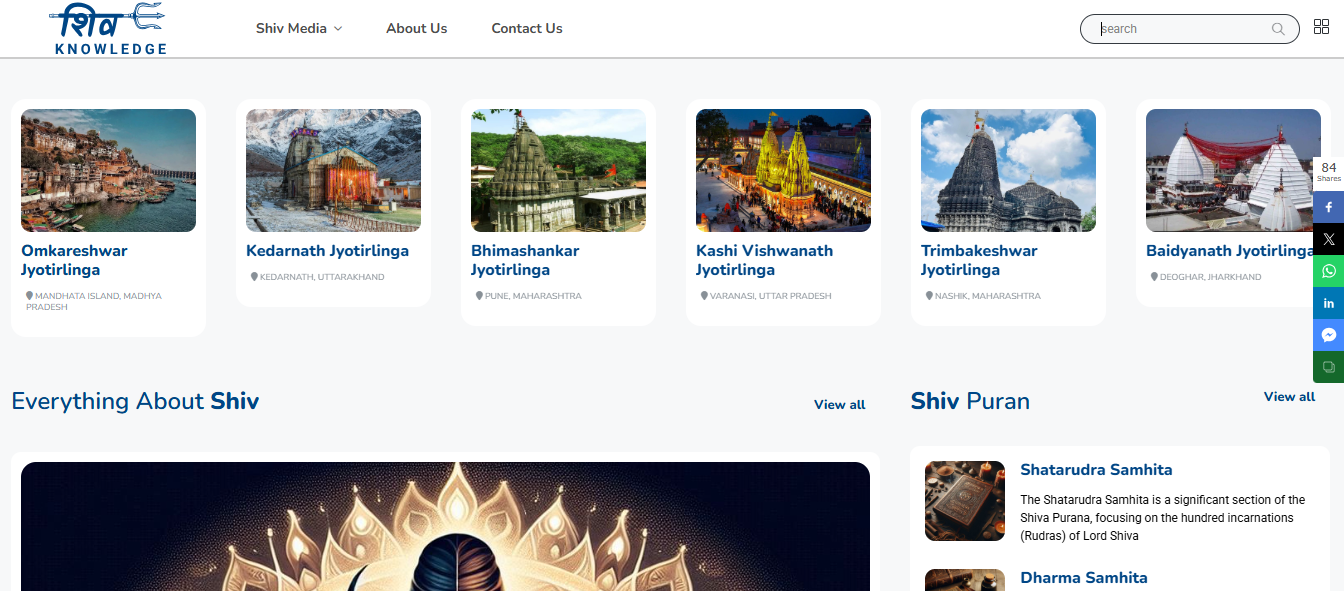 शिव
KNOWLEDGE
Shiv Media
About Us
Contact Us
search
Omkareshwar
Jyotirlinga
MANDHATA ISLAND, MADHYA
PRADESH
Kedarnath Jyotirlinga
KEDARNATH, UTTARAKHAND
Bhimashankar
Jyotirlinga
PUNE, MAHARASHTRA
Kashi Vishwanath
Jyotirlinga
VARANASI, UTTAR PRADESH
Trimbakeshwar
Jyotirlinga
NASHIK, MAHARASHTRA
Baidyanath Jyotirlinga
DEOGHAR, JHARKHAND
84
Shares
Everything About Shiv
View all
Shiv Puran
View all
Shatarudra Samhita
The Shatarudra Samhita is a significant section of the
Shiva Purana, focusing on the hundred incarnations
(Rudras) of Lord Shiva
Dharma Samhita